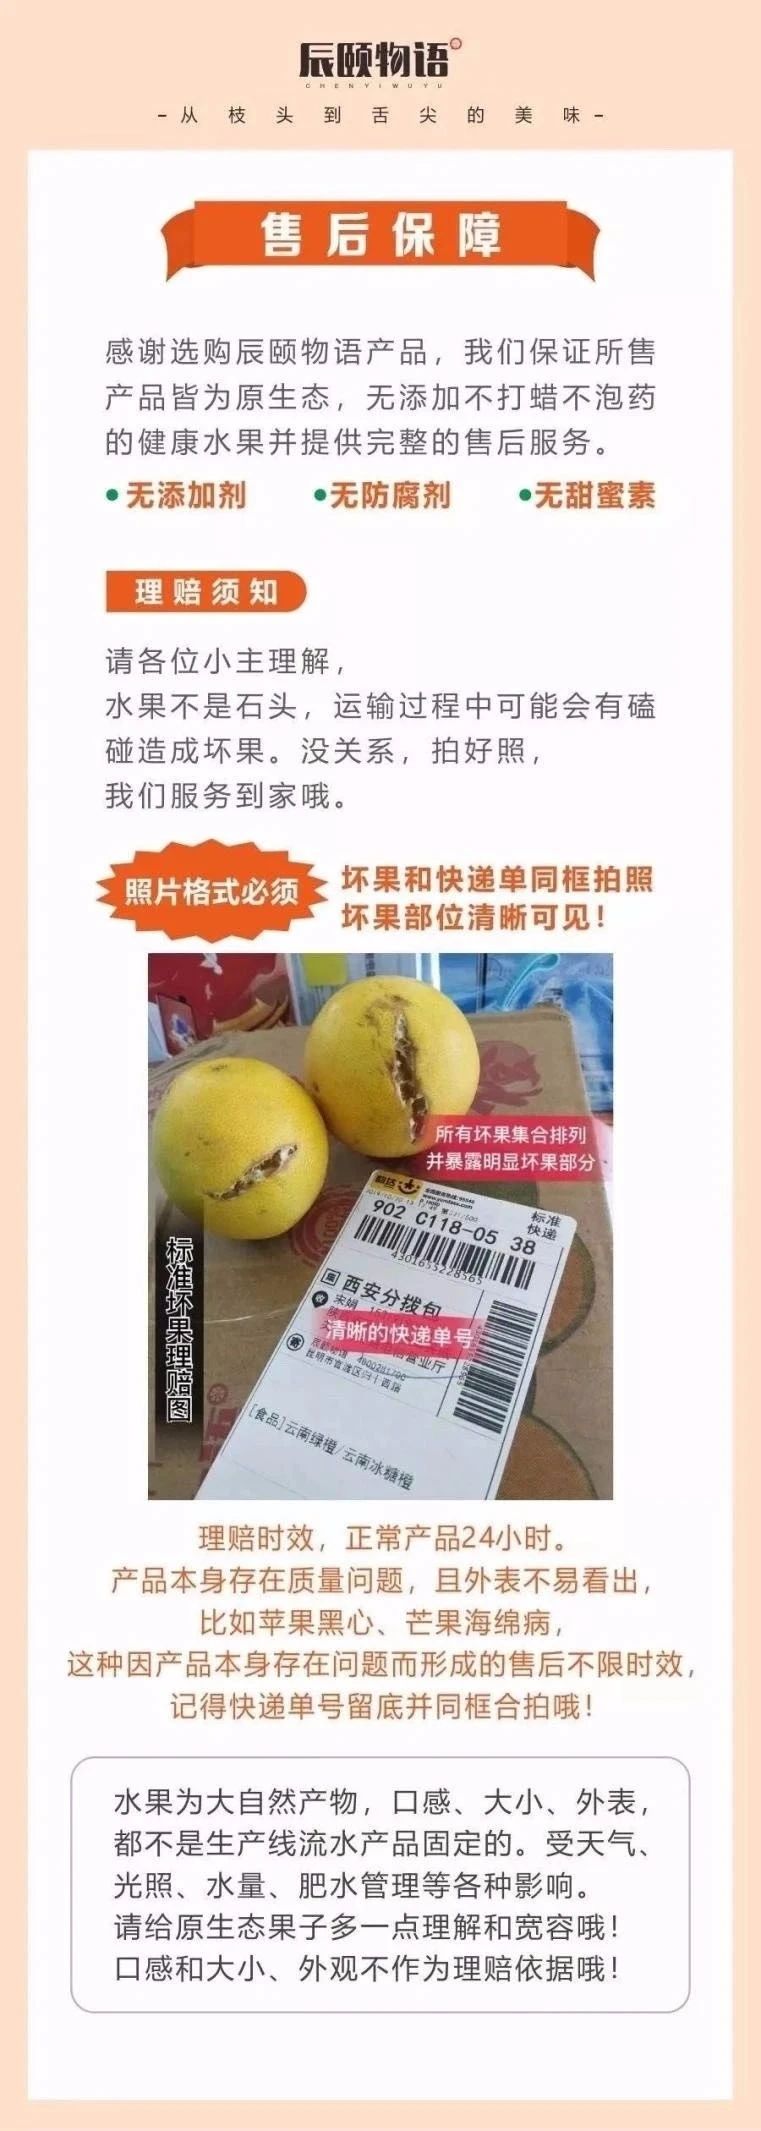 辰颐物语
CHENYIWUYU
-从枝头到舌尖的美味-
售后保障
感谢选购辰颐物语产品，我们保证所售
产品皆为原生态，无添加不打蜡不泡药
的健康水果并提供完整的售后服务。
•无添加剂 •无防腐剂 •无甜蜜素
理赔须知
请各位小主理解，
水果不是石头，运输过程中可能会有磕
碰造成坏果。没关系，拍好照，
我们服务到家哦。
照片格式必须
坏果和快递单同框拍照
坏果部位清晰可见！
所有坏果集合排列
并暴露明显坏果部分
标准
快递
902 C118-05 38
4301655228565
集 西安分拨包
收 宋娟
清晰的快递单号
营业厅
寄
[食品]云南绿橙/云南冰糖橙
标准坏果理赔图
理赔时效，正常产品24小时。
产品本身存在质量问题，且外表不易看出，
比如苹果黑心、芒果海绵病，
这种因产品本身存在问题而形成的售后不限时效，
记得快递单号留底并同框合拍哦！
水果为大自然产物，口感、大小、外表，
都不是生产线流水产品固定的。受天气、
光照、水量、肥水管理等各种影响。
请给原生态果子多一点理解和宽容哦！
口感和大小、外观不作为理赔依据哦！